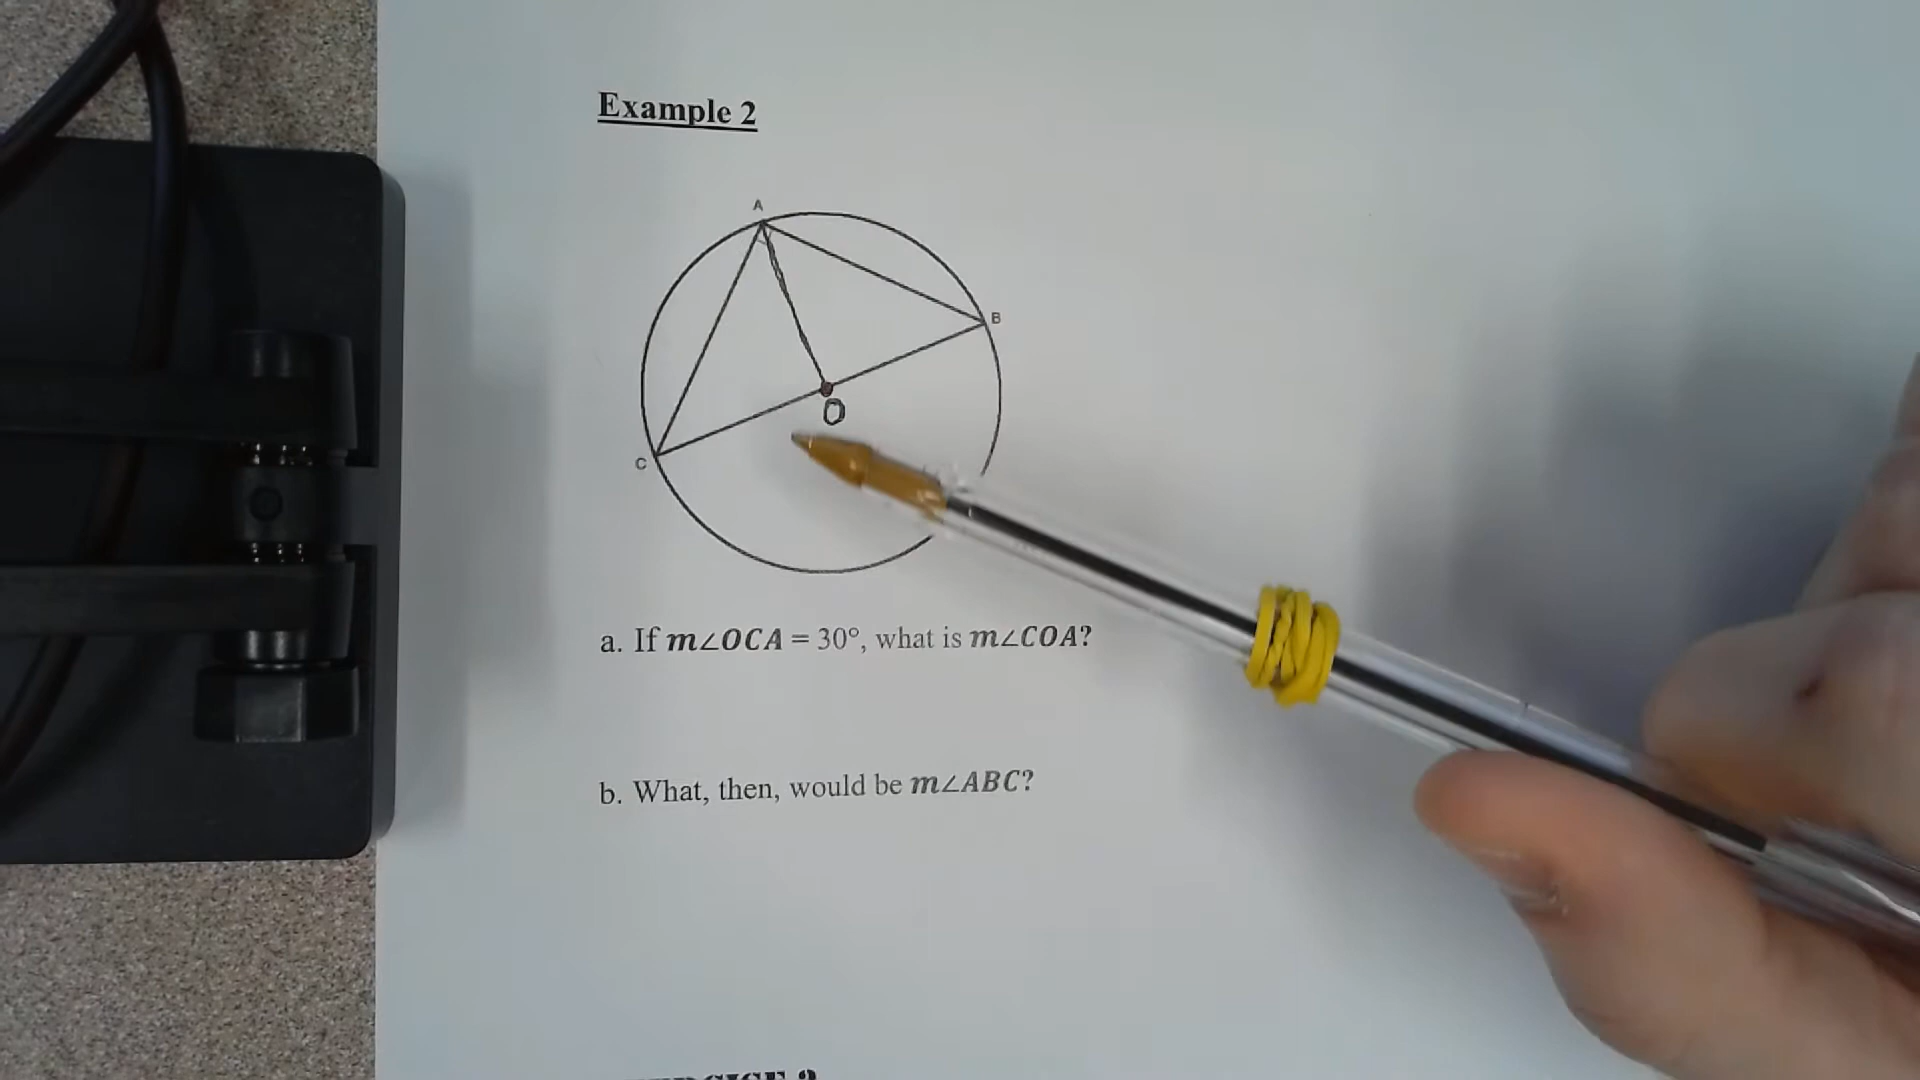 Example 2
A
B
O
C
a. If m∠OCA = 30°, what is m∠COA?
b. What, then, would be m∠ABC?